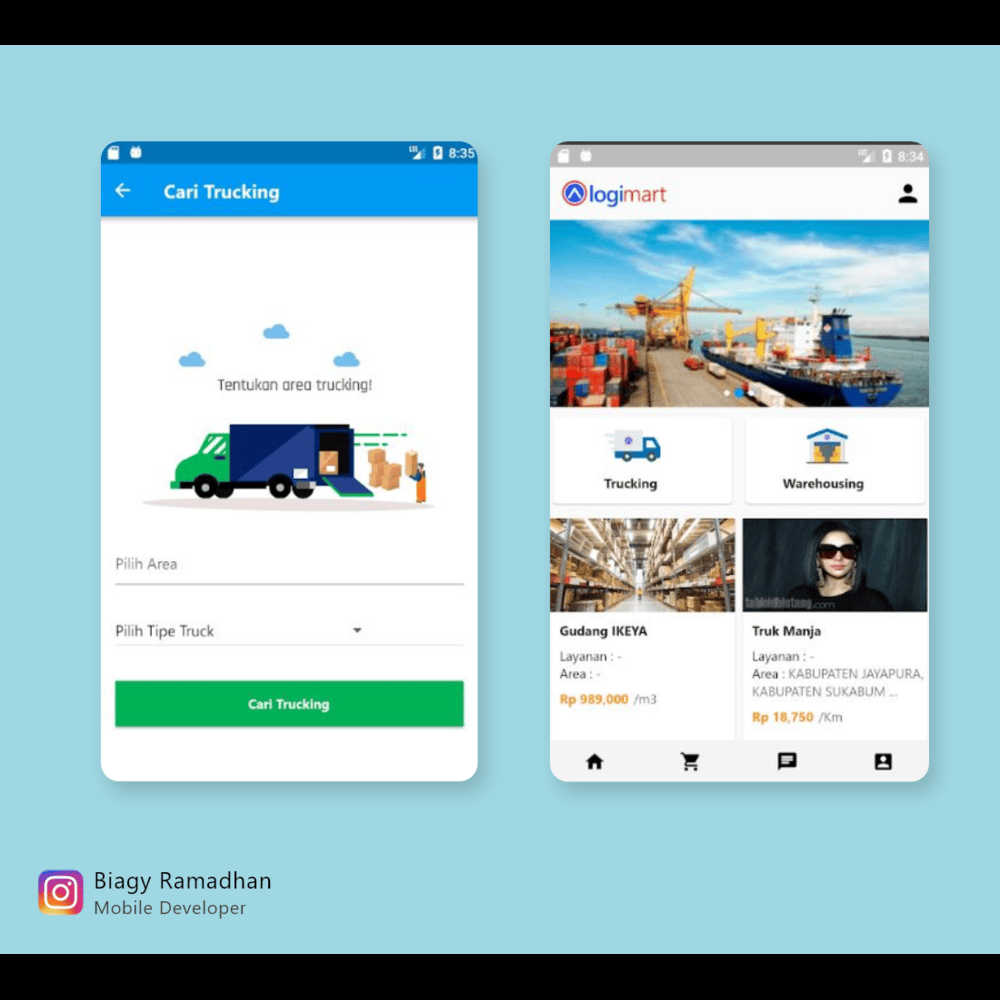 8:35
Cari Trucking
Tentukan area trucking!
Pilih Area
Pilih Tipe Truck
Cari Trucking
8:34
logimart
Trucking
Warehousing
Gudang IKEYA
Layanan : -
Area : -
Rp 989,000 /m3
Truk Manja
Layanan : -
Area : KABUPATEN JAYAPURA,
KABUPATEN SUKABUM ...
Rp 18,750 /Km
Biagy Ramadhan
Mobile Developer